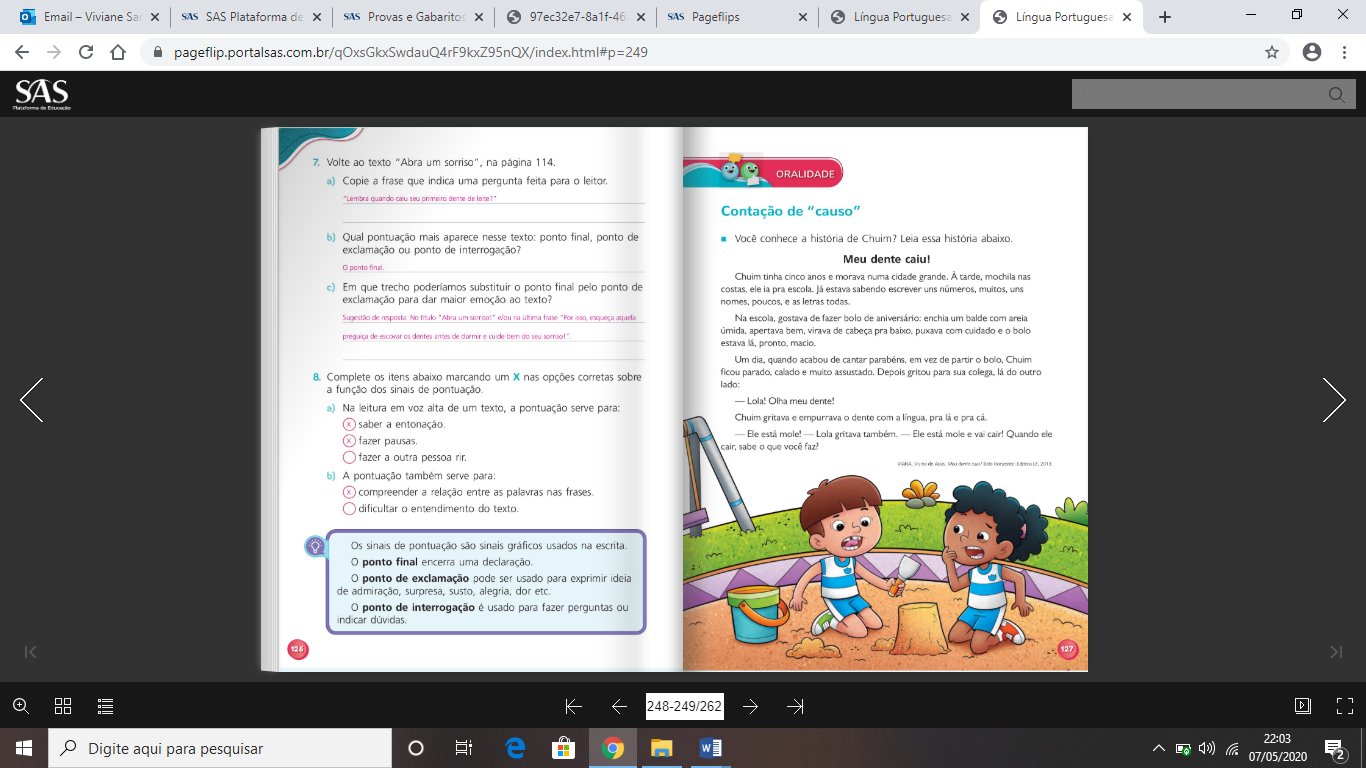 Email – Viviane Sar
SAS Plataforma de
Provas e Gabaritos
97ec32e7-8a1f-46
Pageflips
Língua Portuguesa
Língua Portuguesa
pageflip.portalsas.com.br/qOxsGkxSwdauQ4rF9kxZ95nQX/index.html#p=249
SAS
Plataforma de Educação
7. Volte ao texto “Abra um sorriso”, na página 114.
a) Copie a frase que indica uma pergunta feita para o leitor.
“Lembra quando caiu seu primeiro dente de leite?”
b) Qual pontuação mais aparece nesse texto: ponto final, ponto de
exclamação ou ponto de interrogação?
O ponto final.
c) Em que trecho poderíamos substituir o ponto final pelo ponto de
exclamação para dar maior emoção ao texto?
Sugestão de resposta: No título “Abra um sorriso!” e/ou na última frase “Por isso, esqueça aquela
preguiça de escovar os dentes antes de dormir e cuide bem do seu sorriso!”.
8. Complete os itens abaixo marcando um X nas opções corretas sobre
a função dos sinais de pontuação.
a) Na leitura em voz alta de um texto, a pontuação serve para:
x saber a entonação.
x fazer pausas.
fazer a outra pessoa rir.
b) A pontuação também serve para:
x compreender a relação entre as palavras nas frases.
dificultar o entendimento do texto.
Os sinais de pontuação são sinais gráficos usados na escrita.
O ponto final encerra uma declaração.
O ponto de exclamação pode ser usado para exprimir ideia
de admiração, surpresa, susto, alegria, dor etc.
O ponto de interrogação é usado para fazer perguntas ou
indicar dúvidas.
126
ORALIDADE
Contação de “causo”
Você conhece a história de Chuim? Leia essa história abaixo.
Meu dente caiu!
Chuim tinha cinco anos e morava numa cidade grande. À tarde, mochila nas
costas, ele ia pra escola. Já estava sabendo escrever uns números, muitos, uns
nomes, poucos, e as letras todas.
Na escola, gostava de fazer bolo de aniversário: enchia um balde com areia
úmida, apertava bem, virava de cabeça pra baixo, puxava com cuidado e o bolo
estava lá, pronto, macio.
Um dia, quando acabou de cantar parabéns, em vez de partir o bolo, Chuim
ficou parado, calado e muito assustado. Depois gritou para sua colega, lá do outro
lado:
— Lola! Olha meu dente!
Chuim gritava e empurrava o dente com a língua, pra lá e pra cá.
— Ele está mole! — Lola gritava também. — Ele está mole e vai cair! Quando ele
cair, sabe o que você faz?
VIANA, Vivina de Assis. Meu dente caiu! Belo Horizonte: Editora Lê, 2013.
127
248-249/262
Digite aqui para pesquisar
22:03
07/05/2020
2